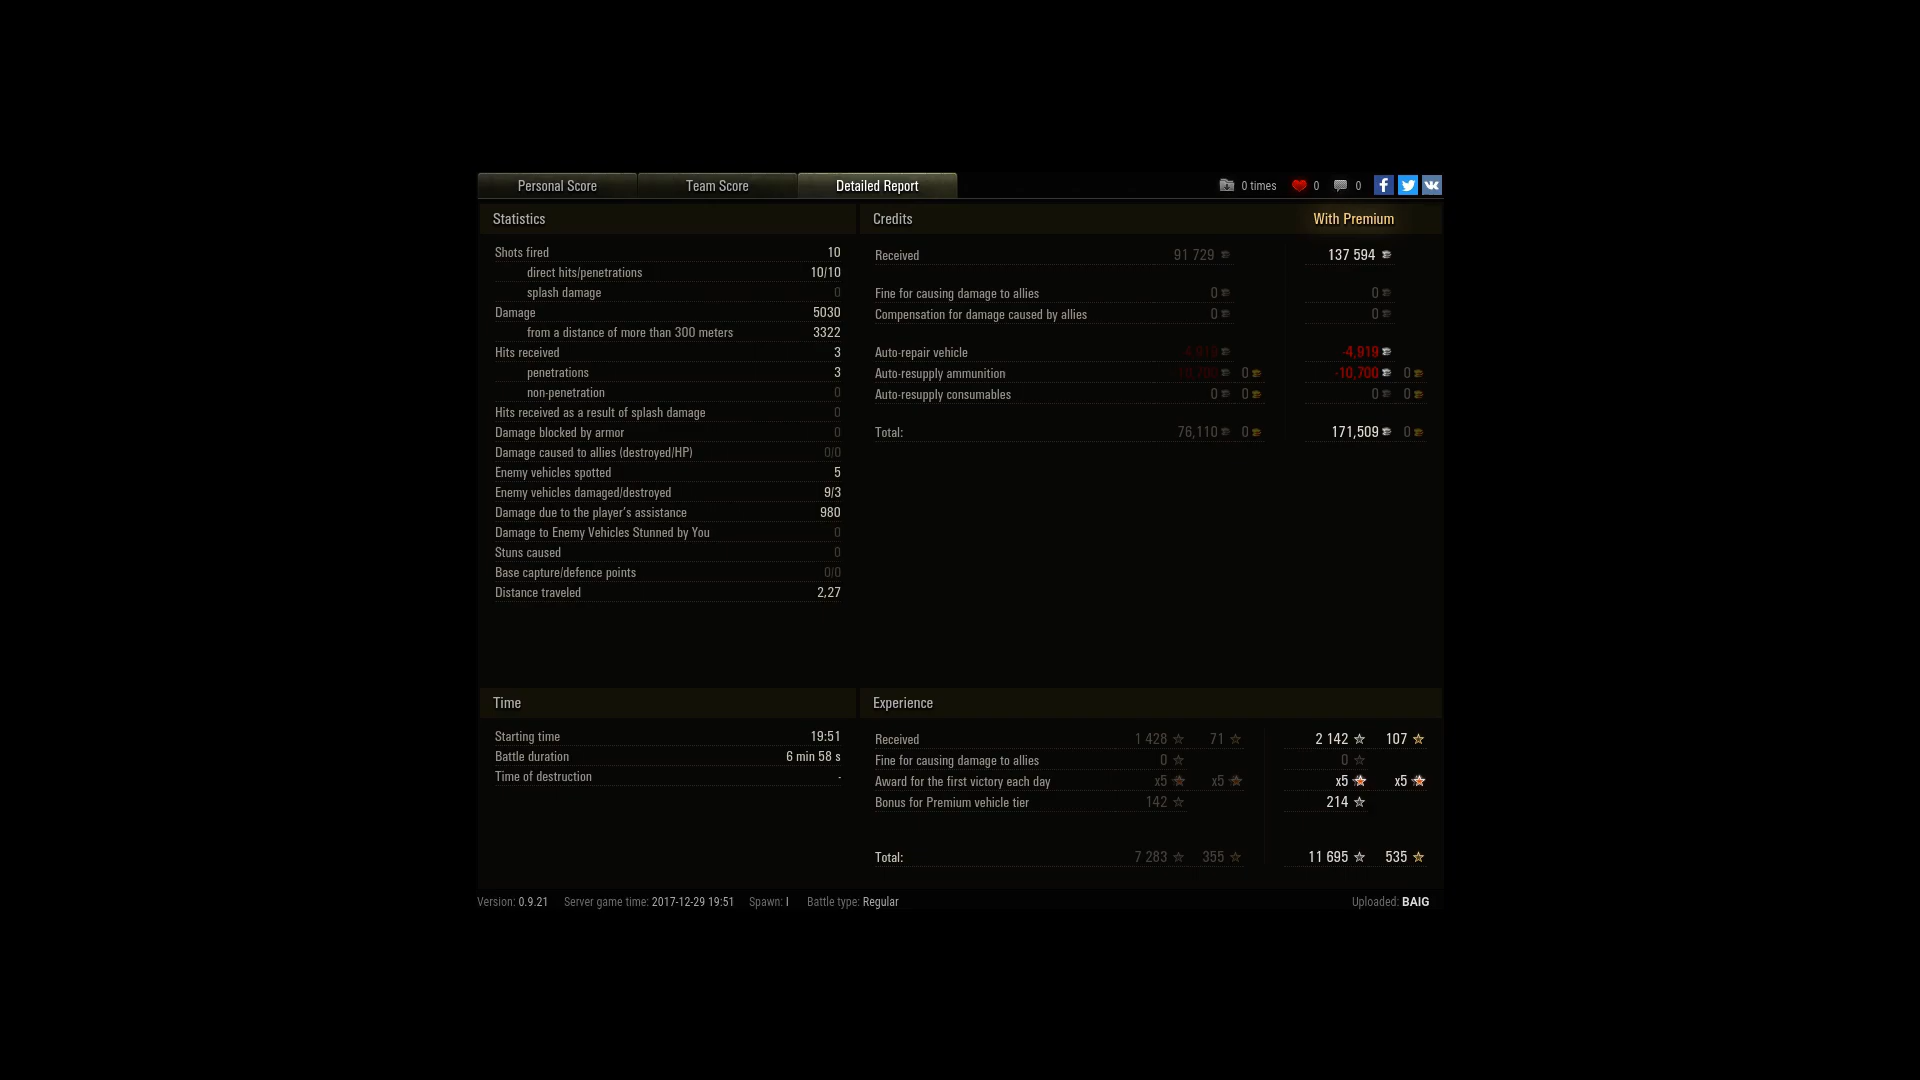 Personal Score Team Score Detailed Report 0 times 0 0
Statistics
Shots fired 10
direct hits/penetrations 10/10
splash damage 0
Damage 5030
from a distance of more than 300 meters 3322
Hits received 3
penetrations 3
non-penetration 0
Hits received as a result of splash damage 0
Damage blocked by armor 0
Damage caused to allies (destroyed/HP) 0/0
Enemy vehicles spotted 5
Enemy vehicles damaged/destroyed 9/3
Damage due to the player's assistance 980
Damage to Enemy Vehicles Stunned by You 0
Stuns caused 0
Base capture/defence points 0/0
Distance traveled 2,27
Credits With Premium
Received 91 729 137 594
Fine for causing damage to allies 0 0
Compensation for damage caused by allies 0 0
Auto-repair vehicle -4,919 -4,919
Auto-resupply ammunition -10,700 0 -10,700 0
Auto-resupply consumables 0 0 0 0
Total: 76,110 0 171,509 0
Time
Starting time 19:51
Battle duration 6 min 58 s
Time of destruction -
Experience
Received 1 428 71 2 142 107
Fine for causing damage to allies 0 0
Award for the first victory each day x5 x5 x5 x5
Bonus for Premium vehicle tier 142 214
Total: 7 283 355 11 695 535
Version: 0.9.21 Server game time: 2017-12-29 19:51 Spawn: I Battle type: Regular Uploaded: BAIG